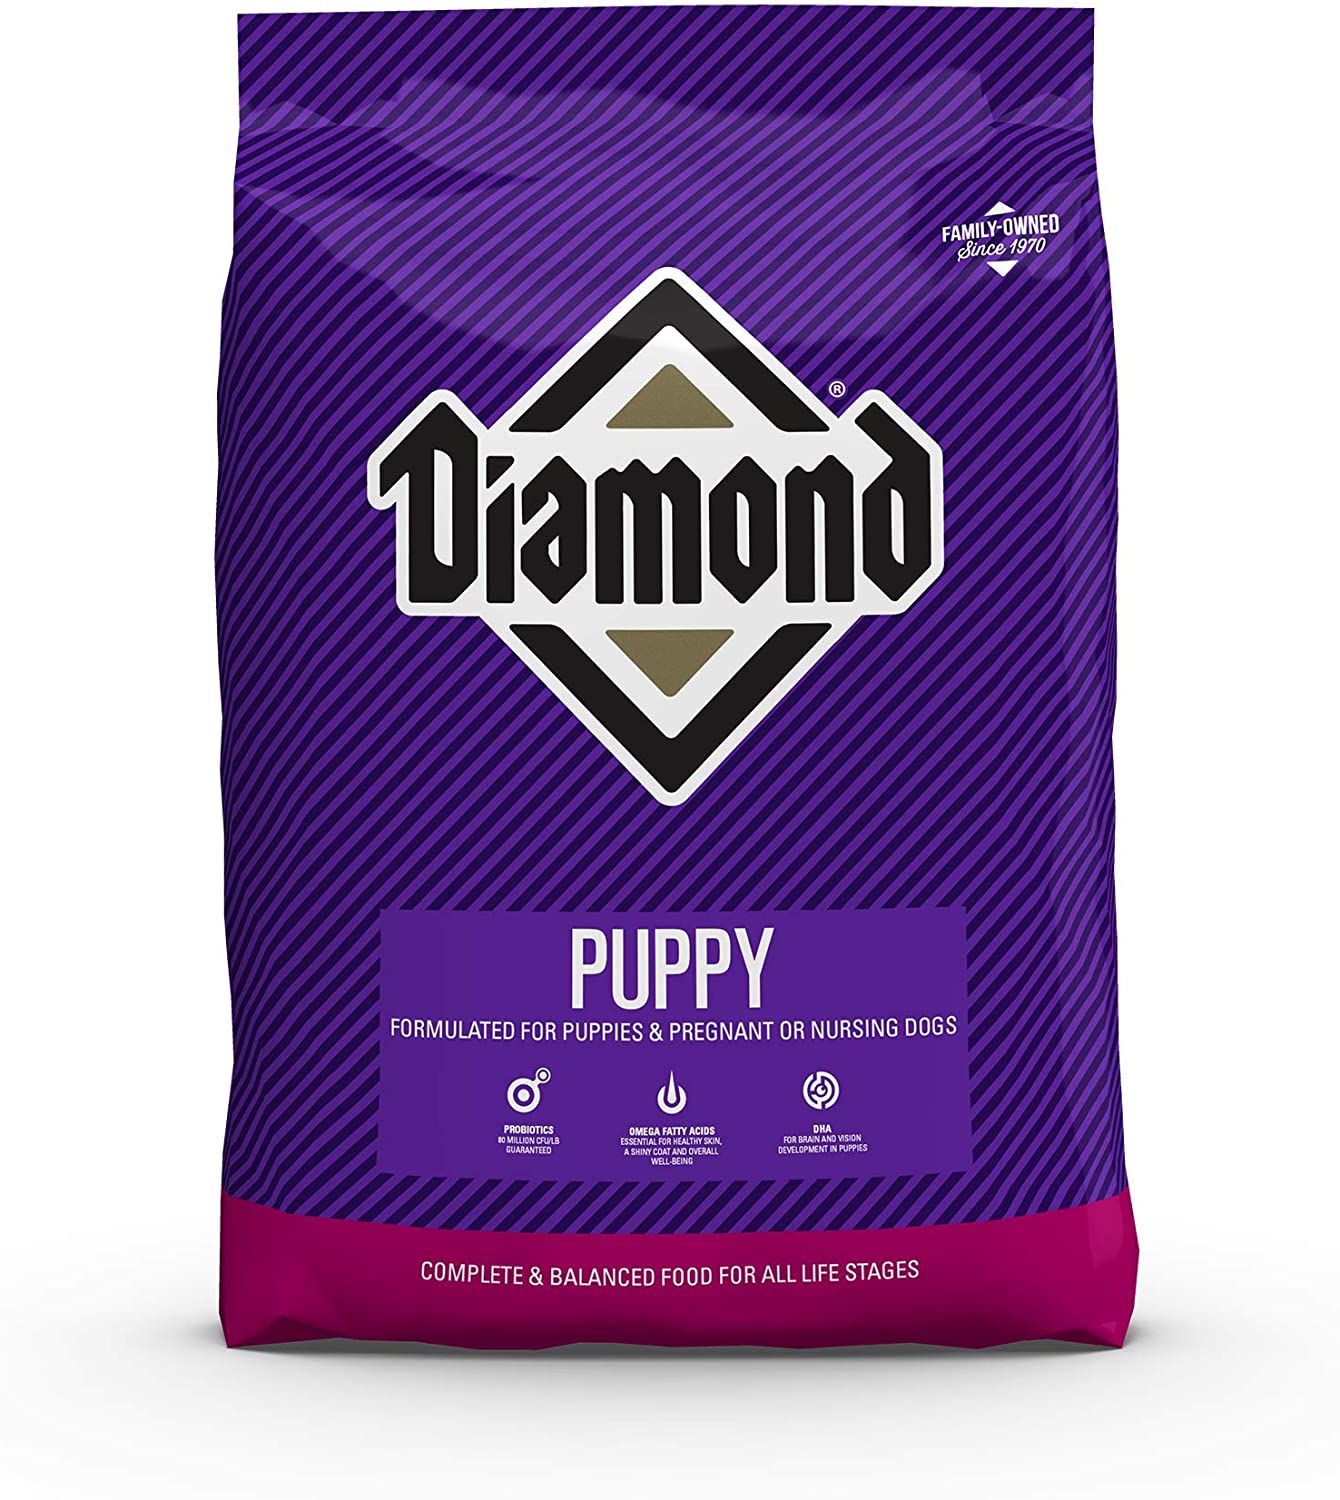 FAMILY-OWNED
Since 1970
Diamond®
PUPPY
FORMULATED FOR PUPPIES & PREGNANT OR NURSING DOGS
PROBIOTICS
80 MILLION CFU/LB
GUARANTEED
OMEGA FATTY ACIDS
ESSENTIAL FOR HEALTHY SKIN,
A SHINY COAT AND OVERALL
WELL-BEING
DHA
FOR BRAIN AND VISION
DEVELOPMENT IN PUPPIES
COMPLETE & BALANCED FOOD FOR ALL LIFE STAGES